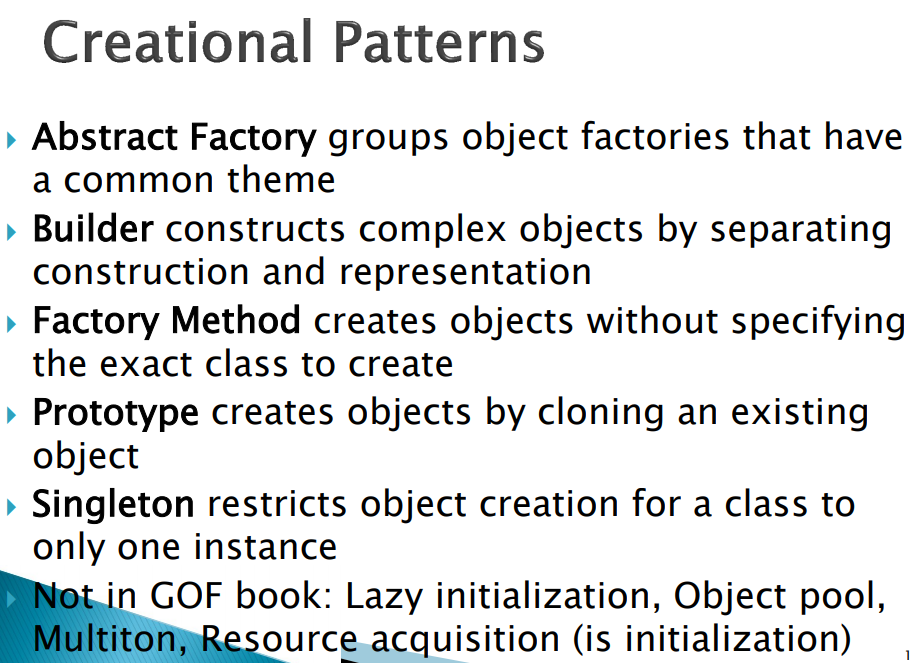 Creational Patterns
Abstract Factory groups object factories that have
a common theme
Builder constructs complex objects by separating
construction and representation
Factory Method creates objects without specifying
the exact class to create
Prototype creates objects by cloning an existing
object
Singleton restricts object creation for a class to
only one instance
Not in GOF book: Lazy initialization, Object pool,
Multiton, Resource acquisition (is initialization)